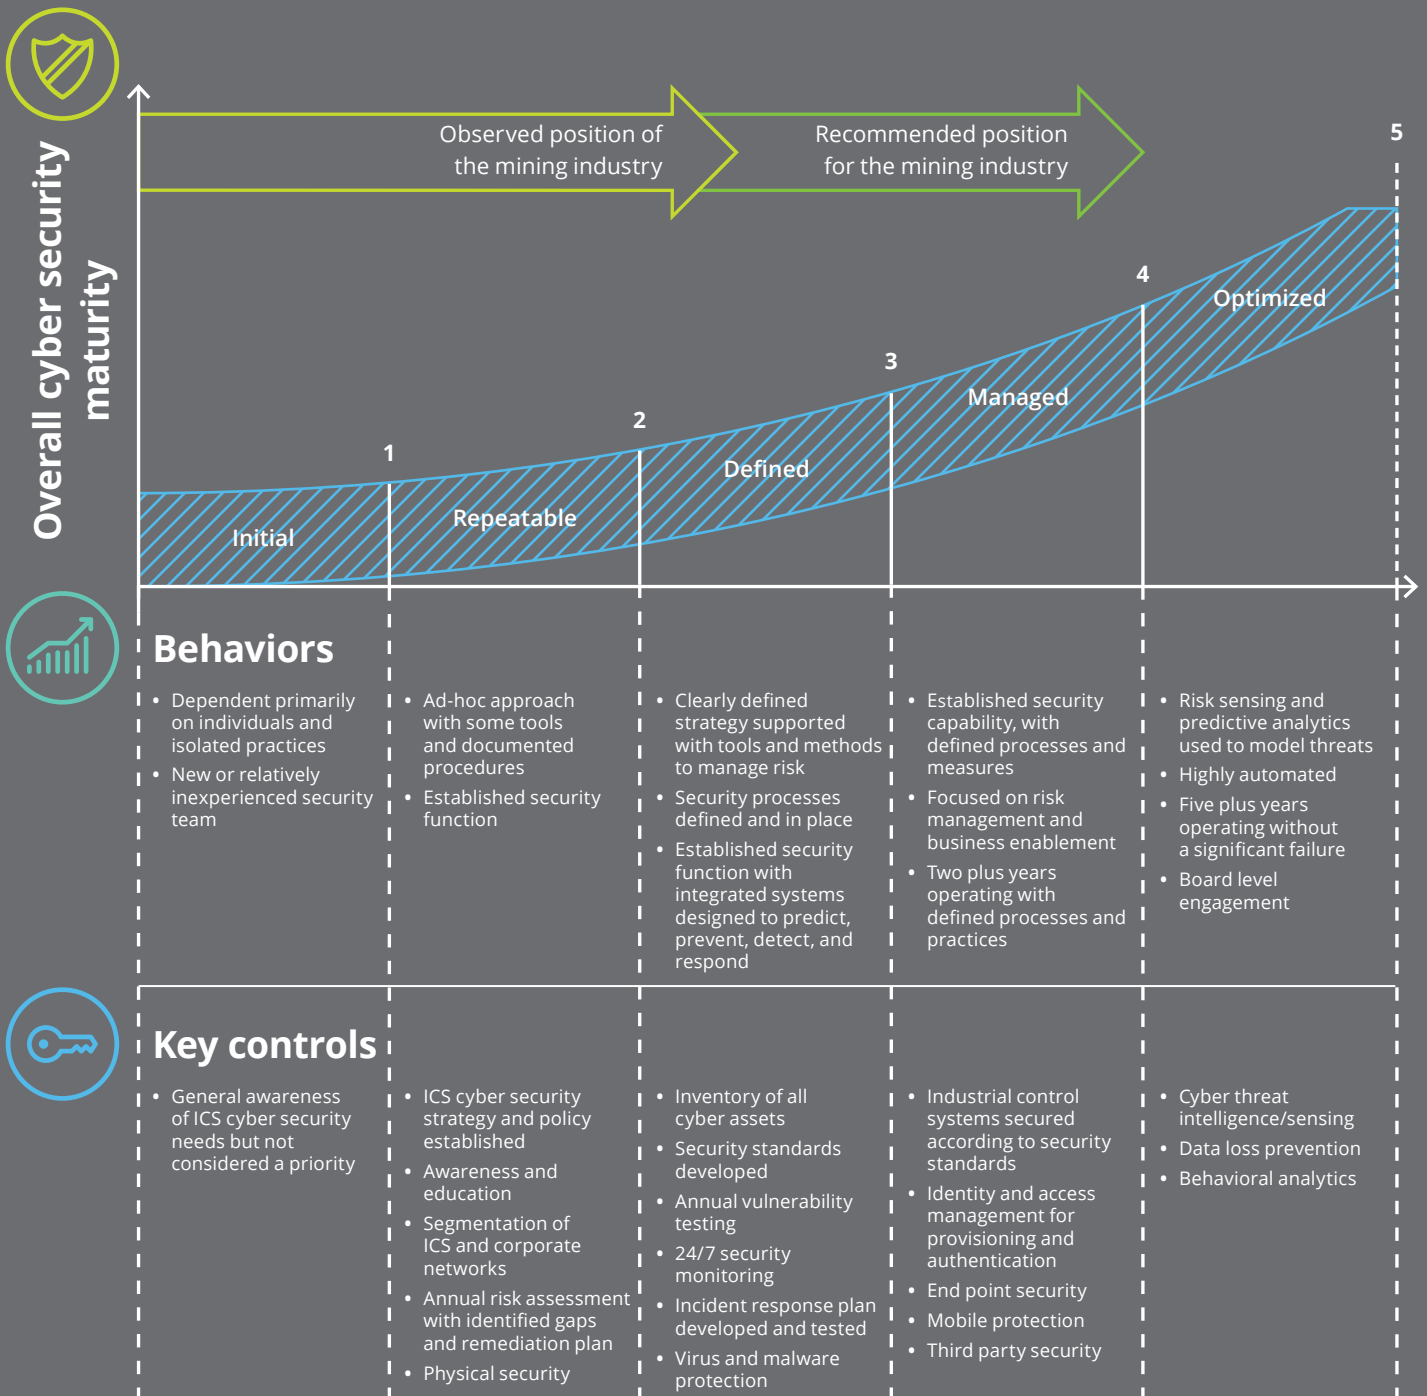 Overall cyber security
maturity
Observed position of
the mining industry
Recommended position
for the mining industry
5
4
3
2
1
Initial
Repeatable
Defined
Managed
Optimized
Behaviors
• Dependent primarily
on individuals and
isolated practices
• New or relatively
inexperienced security
team
• Ad-hoc approach
with some tools
and documented
procedures
• Established security
function
• Clearly defined
strategy supported
with tools and methods
to manage risk
• Security processes
defined and in place
• Established security
function with
integrated systems
designed to predict,
prevent, detect, and
respond
• Established security
capability, with
defined processes and
measures
• Focused on risk
management and
business enablement
• Two plus years
operating with
defined processes and
practices
• Risk sensing and
predictive analytics
used to model threats
• Highly automated
• Five plus years
operating without
a significant failure
• Board level
engagement
Key controls
• General awareness
of ICS cyber security
needs but not
considered a priority
• ICS cyber security
strategy and policy
established
• Awareness and
education
• Segmentation of
ICS and corporate
networks
• Annual risk assessment
with identified gaps
and remediation plan
• Physical security
• Inventory of all
cyber assets
• Security standards
developed
• Annual vulnerability
testing
• 24/7 security
monitoring
• Incident response plan
developed and tested
• Virus and malware
protection
• Industrial control
systems secured
according to security
standards
• Identity and access
management for
provisioning and
authentication
• End point security
• Mobile protection
• Third party security
• Cyber threat
intelligence/sensing
• Data loss prevention
• Behavioral analytics